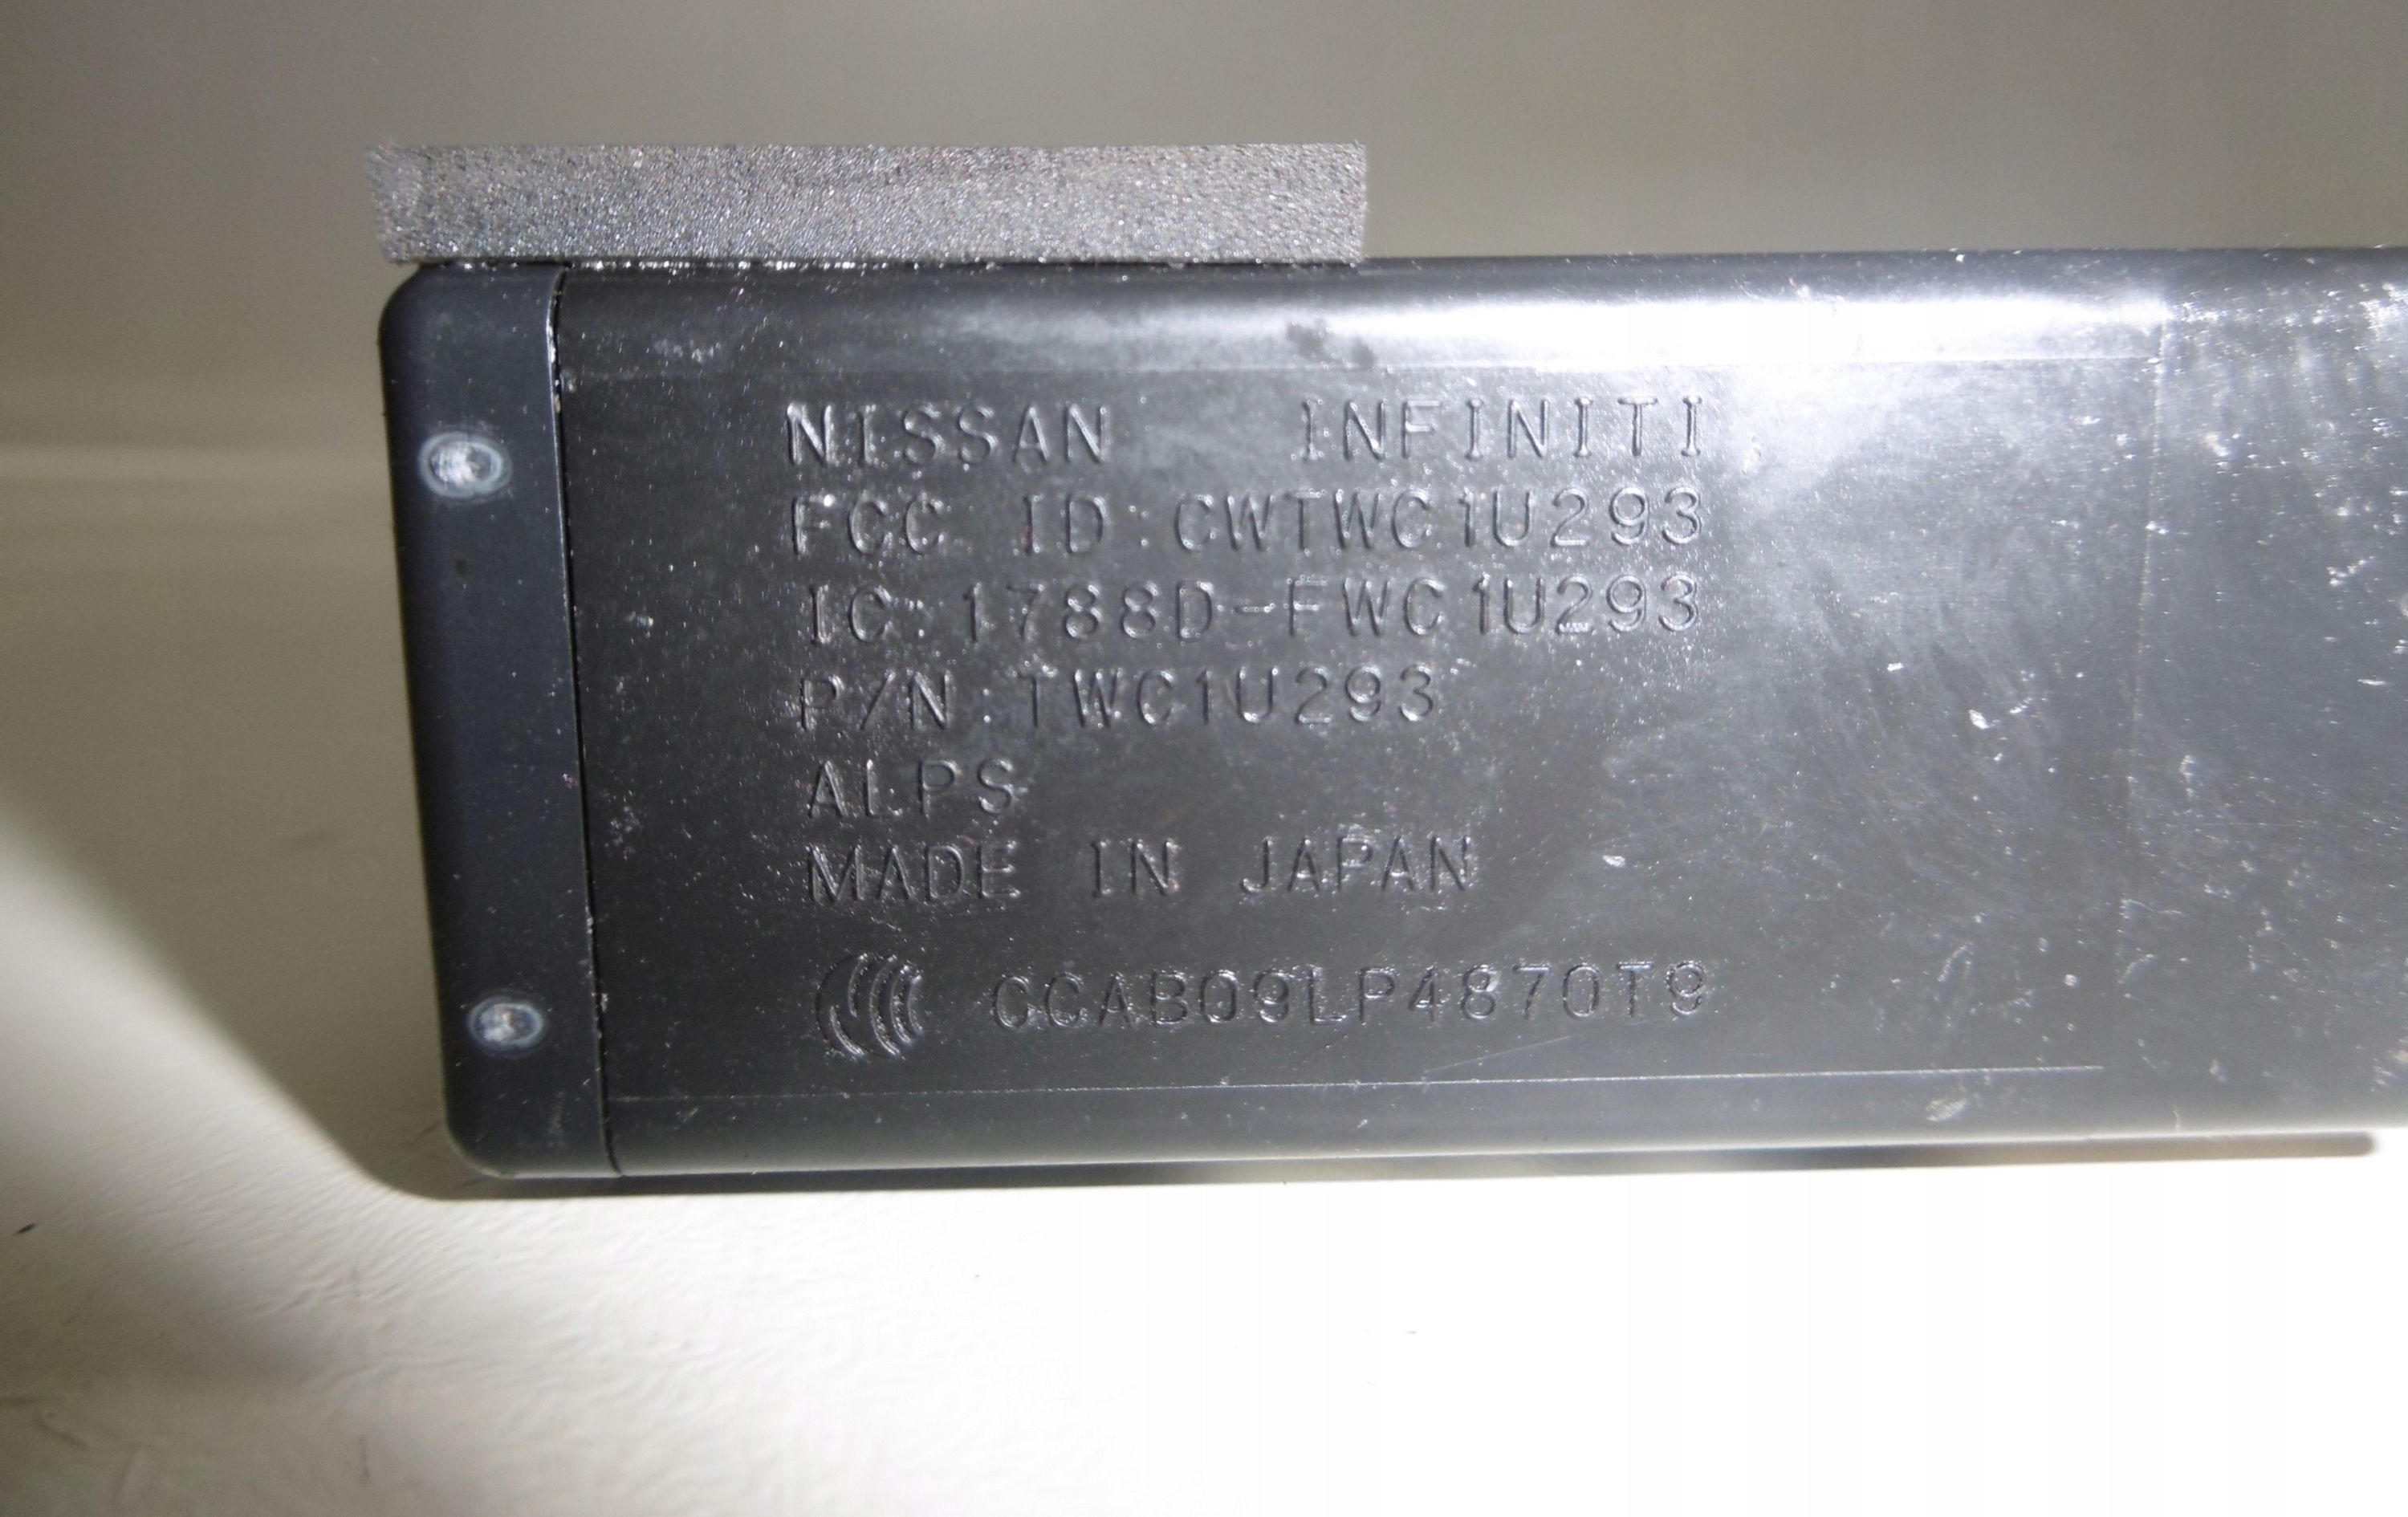 NISSAN INFINITI
FCC ID:CWTWC1U293
IC:1788D-FWC1U293
P/N:TWC1U293
ALPS
MADE IN JAPAN
CCAB09LP4870T9